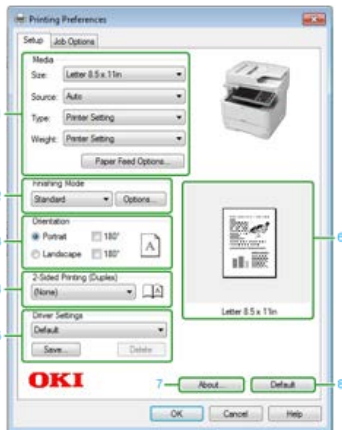 Printing Preferences
Setup Job Options
Media
Size: Letter 8.5 x 11in
Source: Auto
Type: Printer Setting
Weight: Printer Setting
Paper Feed Options...
Finishing Mode
Standard Options...
Orientation
Portrait 180°
Landscape 180°
A
6
2-Sided Printing (Duplex)
(None)
Letter 8.5 x 11in
Driver Settings
Default
Save... Delete
OKI
7 About... Default 8
OK Cancel Help